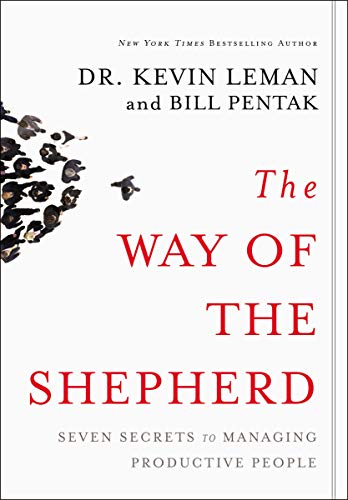 New York Times Bestselling Author
DR. KEVIN LEMAN
and BILL PENTAK
The
WAY OF
THE
SHEPHERD
SEVEN SECRETS to MANAGING
PRODUCTIVE PEOPLE